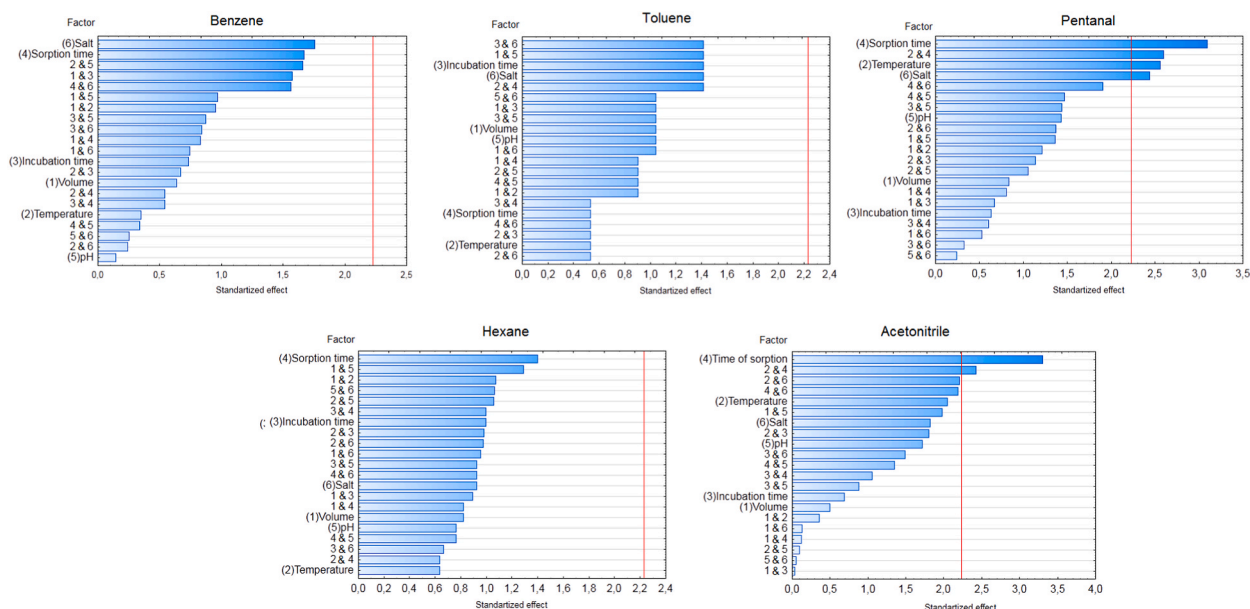 Benzene
Factor
(6)Salt
(4)Sorption time
2 & 5
1 & 3
4 & 6
1 & 5
1 & 2
3 & 5
3 & 6
1 & 4
1 & 6
(3)Incubation time
2 & 3
(1)Volume
2 & 4
3 & 4
(2)Temperature
4 & 5
5 & 6
2 & 6
(5)pH
0,0 0,5 1,0 1,5 2,0 2,5
Standartized effect
Toluene
Factor
3 & 6
1 & 5
(3)Incubation time
(6)Salt
2 & 4
5 & 6
1 & 3
3 & 5
(1)Volume
(5)pH
1 & 6
1 & 4
2 & 5
4 & 5
1 & 2
3 & 4
(4)Sorption time
4 & 6
2 & 3
(2)Temperature
2 & 6
0,0 0,2 0,4 0,6 0,8 1,0 1,2 1,4 1,6 1,8 2,0 2,2 2,4
Standartized effect
Pentanal
Factor
(4)Sorption time
2 & 4
(2)Temperature
(6)Salt
4 & 6
4 & 5
3 & 5
(5)pH
2 & 6
1 & 5
1 & 2
2 & 3
2 & 5
(1)Volume
1 & 4
1 & 3
(3)Incubation time
3 & 4
1 & 6
3 & 6
5 & 6
0,0 0,5 1,0 1,5 2,0 2,5 3,0 3,5
Standartized effect
Hexane
Factor
(4)Sorption time
1 & 5
1 & 2
5 & 6
2 & 5
3 & 4
(: (3)Incubation time
2 & 3
2 & 6
1 & 6
3 & 5
4 & 6
(6)Salt
1 & 3
1 & 4
(1)Volume
(5)pH
4 & 5
3 & 6
2 & 4
(2)Temperature
0,0 0,2 0,4 0,6 0,8 1,0 1,2 1,4 1,6 1,8 2,0 2,2 2,4
Standartized effect
Acetonitrile
Factor
(4)Time of sorption
2 & 4
2 & 6
4 & 6
(2)Temperature
1 & 5
(6)Salt
2 & 3
(5)pH
3 & 6
4 & 5
3 & 4
3 & 5
(3)Incubation time
(1)Volume
1 & 2
1 & 6
1 & 4
2 & 5
5 & 6
1 & 3
0,0 0,5 1,0 1,5 2,0 2,5 3,0 3,5 4,0
Standartized effect